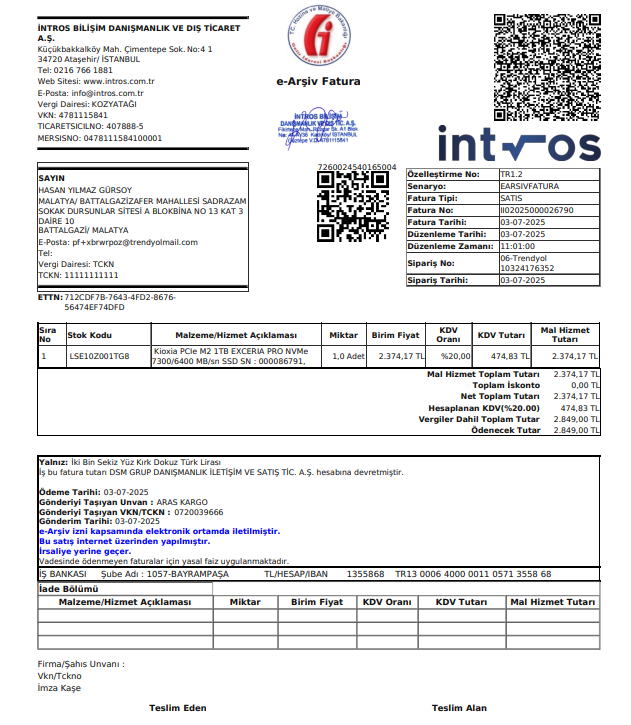 İNTROS BİLİŞİM DANIŞMANLIK VE DIŞ TİCARET
A.Ş.
Küçükbakkalköy Mah. Çimentepe Sok. No:4 1
34720 Ataşehir/ İSTANBUL
Tel: 0216 766 1881
Web Sitesi: www.intros.com.tr
E-Posta: info@intros.com.tr
Vergi Dairesi: KOZYATAĞI
VKN: 4781115841
TICARETSICILNO: 407888-5
MERSISNO: 0478111584100001
T.C. Hazine ve Maliye Bakanlığı
Gelir İdaresi Başkanlığı
e-Arşiv Fatura
İNTROS BİLİŞİM
DANIŞMANLIK VE DIŞ TİC. A.Ş.
intros
7260024540165004
SAYIN
HASAN YILMAZ GÜRSOY
MALATYA/ BATTALGAZİZAFER MAHALLESİ SADRAZAM
SOKAK DURSUNLAR SİTESİ A BLOKBİNA NO 13 KAT 3
DAİRE 10
BATTALGAZİ/ MALATYA
E-Posta: pf+xbrwrpoz@trendyolmail.com
Tel:
Vergi Dairesi: TCKN
TCKN: 11111111111
ETTN: 712CDF7B-7643-4FD2-8676-
56474EF74DFD
Özelleştirme No: TR1.2
Senaryo: EARSIVFATURA
Fatura Tipi: SATIS
Fatura No: II02025000026790
Fatura Tarihi: 03-07-2025
Düzenleme Tarihi: 03-07-2025
Düzenleme Zamanı: 11:01:00
Sipariş No: 06-Trendyol
10324176352
Sipariş Tarihi: 03-07-2025
Sıra No Stok Kodu Malzeme/Hizmet Açıklaması Miktar Birim Fiyat KDV Oranı KDV Tutarı Mal Hizmet Tutarı
1 LSE10Z001TG8 Kioxia PCIe M2 1TB EXCERIA PRO NVMe 7300/6400 MB/sn SSD SN : 000086791, 1,0 Adet 2.374,17 TL %20,00 474,83 TL 2.374,17 TL
Mal Hizmet Toplam Tutarı 2.374,17 TL
Toplam İskonto 0,00 TL
Net Toplam Tutarı 2.374,17 TL
Hesaplanan KDV(%20.00) 474,83 TL
Vergiler Dahil Toplam Tutar 2.849,00 TL
Ödenecek Tutar 2.849,00 TL
Yalnız: İki Bin Sekiz Yüz Kırk Dokuz Türk Lirası
İş bu fatura tutarı DSM GRUP DANIŞMANLIK İLETİŞİM VE SATIŞ TİC. A.Ş. hesabına devretmiştir.
Ödeme Tarihi: 03-07-2025
Gönderiyi Taşıyan Unvan : ARAS KARGO
Gönderiyi Taşıyan VKN/TCKN : 0720039666
Gönderim Tarihi: 03-07-2025
e-Arşiv izni kapsamında elektronik ortamda iletilmiştir.
Bu satış internet üzerinden yapılmıştır.
İrsaliye yerine geçer.
Vadesinde ödenmeyen faturalar için yasal faiz uygulanmaktadır.
İŞ BANKASI Şube Adı : 1057-BAYRAMPAŞA TL/HESAP/IBAN 1355868 TR13 0006 4000 0011 0571 3558 68
İade Bölümü
Malzeme/Hizmet Açıklaması Miktar Birim Fiyat KDV Oranı KDV Tutarı Mal Hizmet Tutarı
Firma/Şahıs Unvanı :
Vkn/Tckno
İmza Kaşe
Teslim Eden Teslim Alan